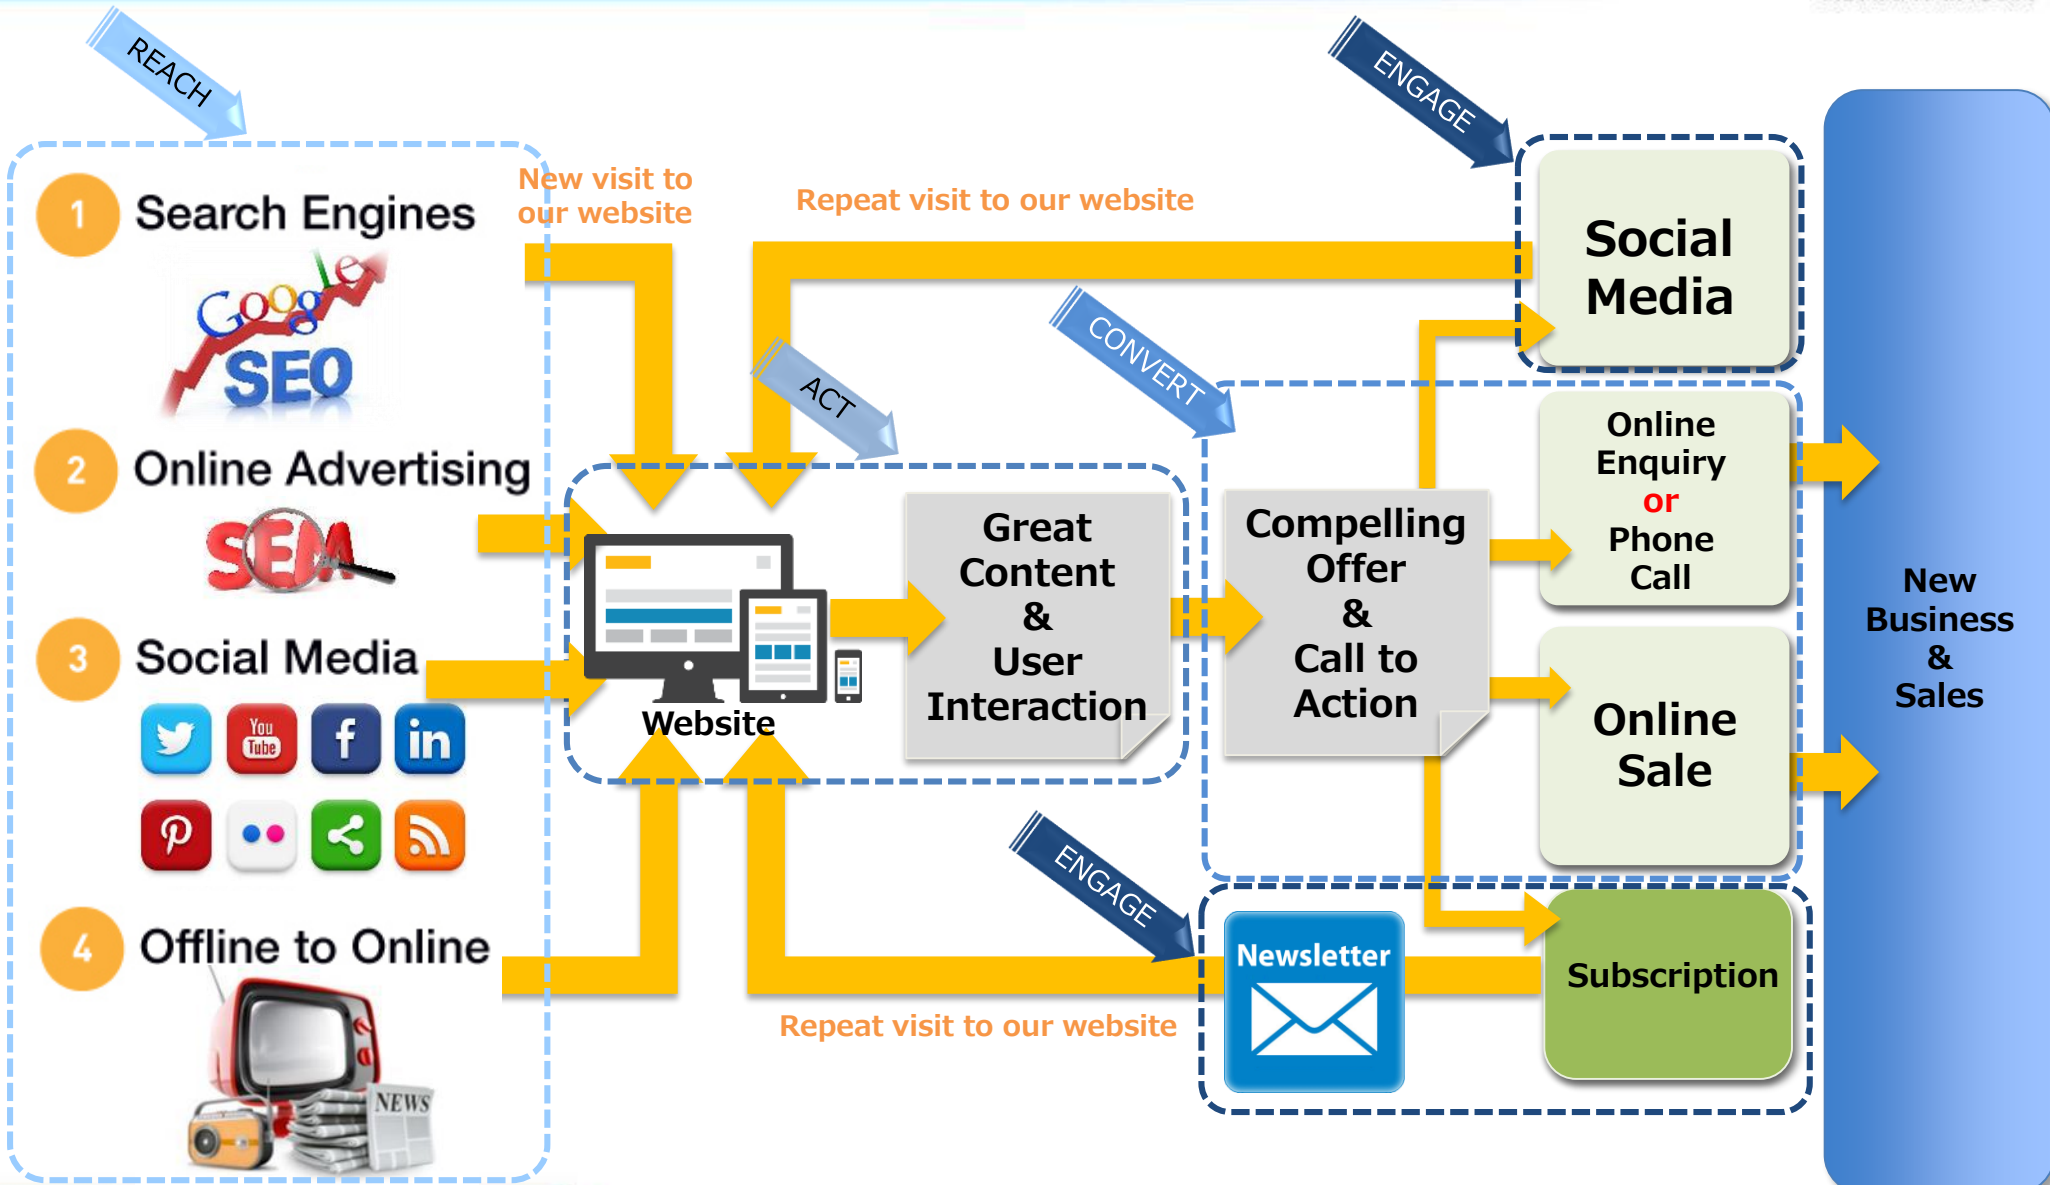 REACH
1
Search Engines
Google
SEO
2
Online Advertising
SEM
3
Social Media
You
Tube
f
in
4
Offline to Online
NEWS
New visit to
our website
Repeat visit to our website
ACT
Website
Great
Content
&
User
Interaction
CONVERT
Compelling
Offer
&
Call to
Action
ENGAGE
Social
Media
Online
Enquiry
or
Phone
Call
Online
Sale
ENGAGE
Newsletter
Subscription
Repeat visit to our website
New
Business
&
Sales